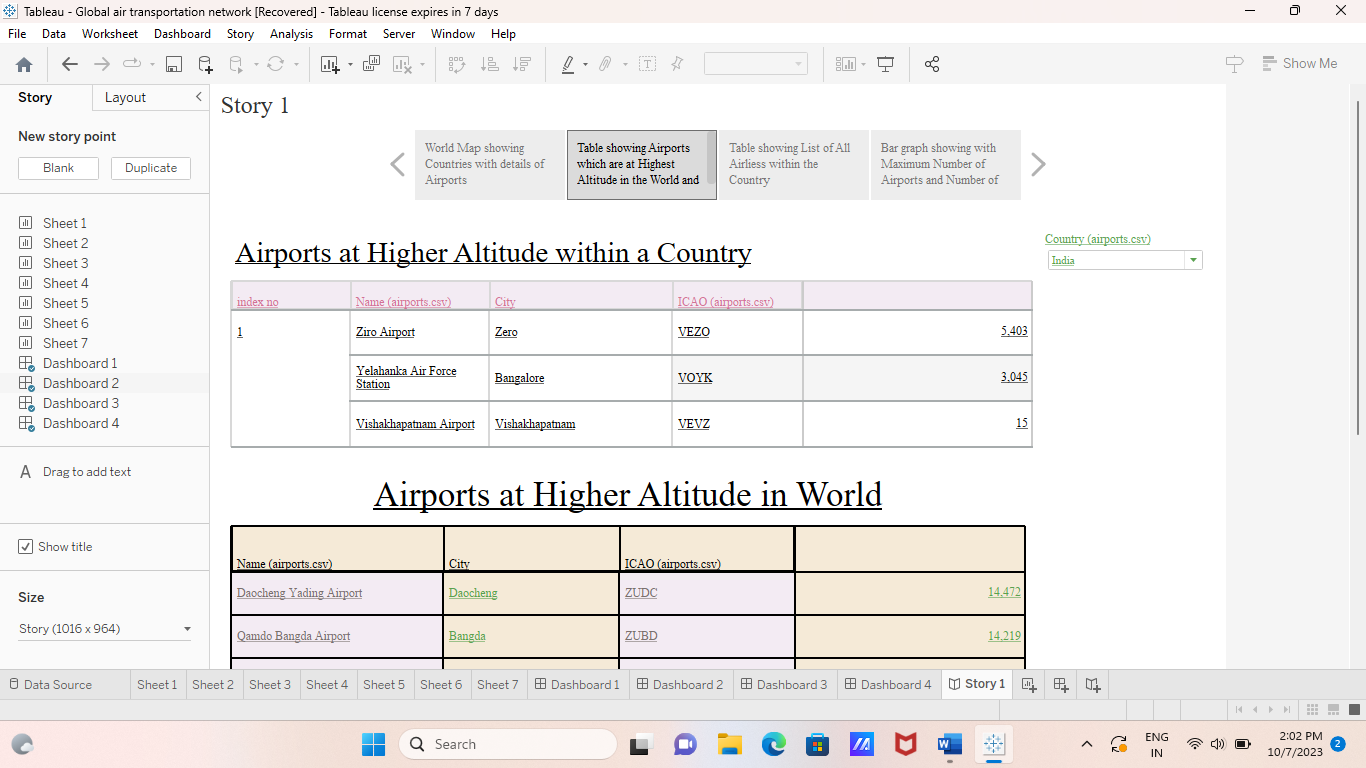 Tableau - Global air transportation network [Recovered] - Tableau license expires in 7 days
File Data Worksheet Dashboard Story Analysis Format Server Window Help
Show Me
Story Layout
New story point
Blank Duplicate
Sheet 1
Sheet 2
Sheet 3
Sheet 4
Sheet 5
Sheet 6
Sheet 7
Dashboard 1
Dashboard 2
Dashboard 3
Dashboard 4
A Drag to add text
Show title
Size
Story (1016 x 964)
Story 1
World Map showing
Countries with details of
Airports
Table showing Airports
which are at Highest
Altitude in the World and
Table showing List of All
Airliess within the
Country
Bar graph showing with
Maximum Number of
Airports and Number of
Airports at Higher Altitude within a Country
Country (airports.csv)
India
index no Name (airports.csv) City ICAO (airports.csv)
1 Ziro Airport Zero VEZO 5,403
Yelahanka Air Force
Station Bangalore VOYK 3,045
Vishakhapatnam Airport Vishakhapatnam VEVZ 15
Airports at Higher Altitude in World
Name (airports.csv) City ICAO (airports.csv)
Daocheng Yading Airport Daocheng ZUDC 14,472
Qamdo Bangda Airport Bangda ZUBD 14,219
Data Source Sheet 1 Sheet 2 Sheet 3 Sheet 4 Sheet 5 Sheet 6 Sheet 7 Dashboard 1 Dashboard 2 Dashboard 3 Dashboard 4 Story 1
Search
ENG
IN
2:02 PM
10/7/2023
2